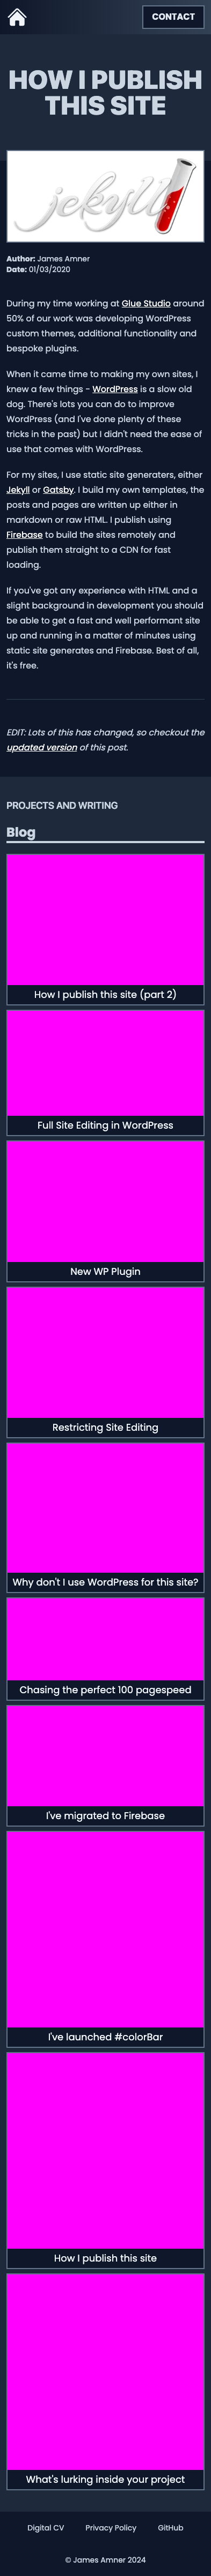 CONTACT
HOW I PUBLISH
THIS SITE
jekyll
Author: James Amner
Date: 01/03/2020
During my time working at Glue Studio around
50% of our work was developing WordPress
custom themes, additional functionality and
bespoke plugins.
When it came time to making my own sites, I
knew a few things - WordPress is a slow old
dog. There's lots you can do to improve
WordPress (and I've done plenty of these
tricks in the past) but I didn't need the ease of
use that comes with WordPress.
For my sites, I use static site generaters, either
Jekyll or Gatsby. I build my own templates, the
posts and pages are written up either in
markdown or raw HTML. I publish using
Firebase to build the sites remotely and
publish them straight to a CDN for fast
loading.
If you've got any experience with HTML and a
slight background in development you should
be able to get a fast and well performant site
up and running in a matter of minutes using
static site generates and Firebase. Best of all,
it's free.
EDIT: Lots of this has changed, so checkout the
updated version of this post.
PROJECTS AND WRITING
Blog
How I publish this site (part 2)
Full Site Editing in WordPress
New WP Plugin
Restricting Site Editing
Why don't I use WordPress for this site?
Chasing the perfect 100 pagespeed
I've migrated to Firebase
I've launched #colorBar
How I publish this site
What's lurking inside your project
Digital CV
Privacy Policy
GitHub
© James Amner 2024